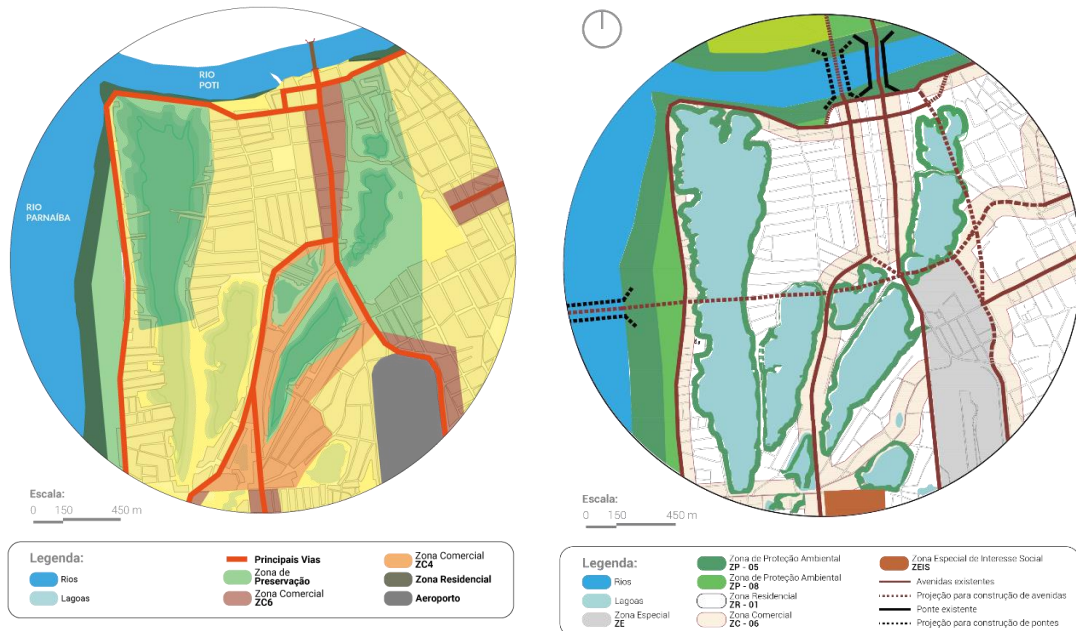 RIO
POTI
RIO
PARNAÍBA
Escala:
0 150 450 m
Legenda:
Rios
Lagoas
Principais Vias
Zona de
Preservação
Zona Comercial
ZC6
Zona Comercial
ZC4
Zona Residencial
Aeroporto
Escala:
0 150 450 m
Legenda:
Rios
Lagoas
Zona Especial
ZE
Zona de Proteção Ambiental
ZP - 05
Zona de Proteção Ambiental
ZP - 08
Zona Residencial
ZR - 01
Zona Comercial
ZC - 06
Zona Especial de Interesse Social
ZEIS
Avenidas existentes
Projeção para construção de avenidas
Ponte existente
Projeção para construção de pontes